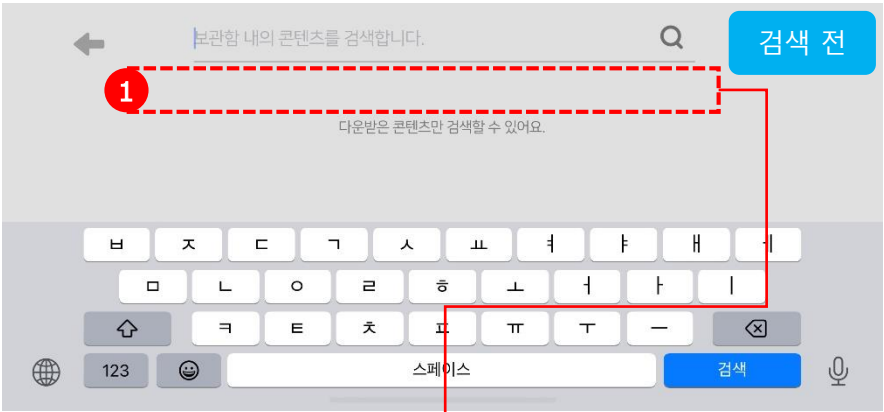 보관함 내의 콘텐츠를 검색합니다.
검색 전
1
다운받은 콘텐츠만 검색할 수 있어요.
ㅂ ㅈ ㄷ ㄱ ㅅ ㅛ ㅕ ㅑ ㅐ ㅔ
ㅁ ㄴ ㅇ ㄹ ㅎ ㅗ ㅓ ㅏ ㅣ
ㅋ ㅌ ㅊ ㅍ ㅠ ㅜ ㅡ
123 스페이스 검색